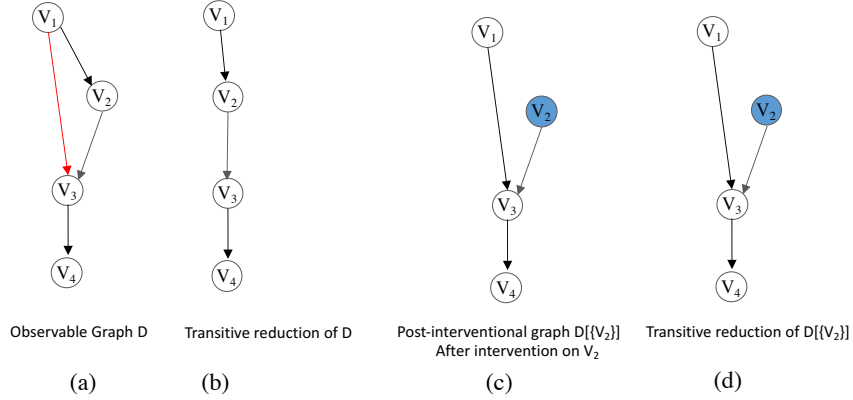 V1
V2
V3
V4
Observable Graph D
(a)
V1
V2
V3
V4
Transitive reduction of D
(b)
V1
V2
V3
V4
Post-interventional graph D[{V2}]
After intervention on V2
(c)
V1
V2
V3
V4
Transitive reduction of D[{V2}]
(d)